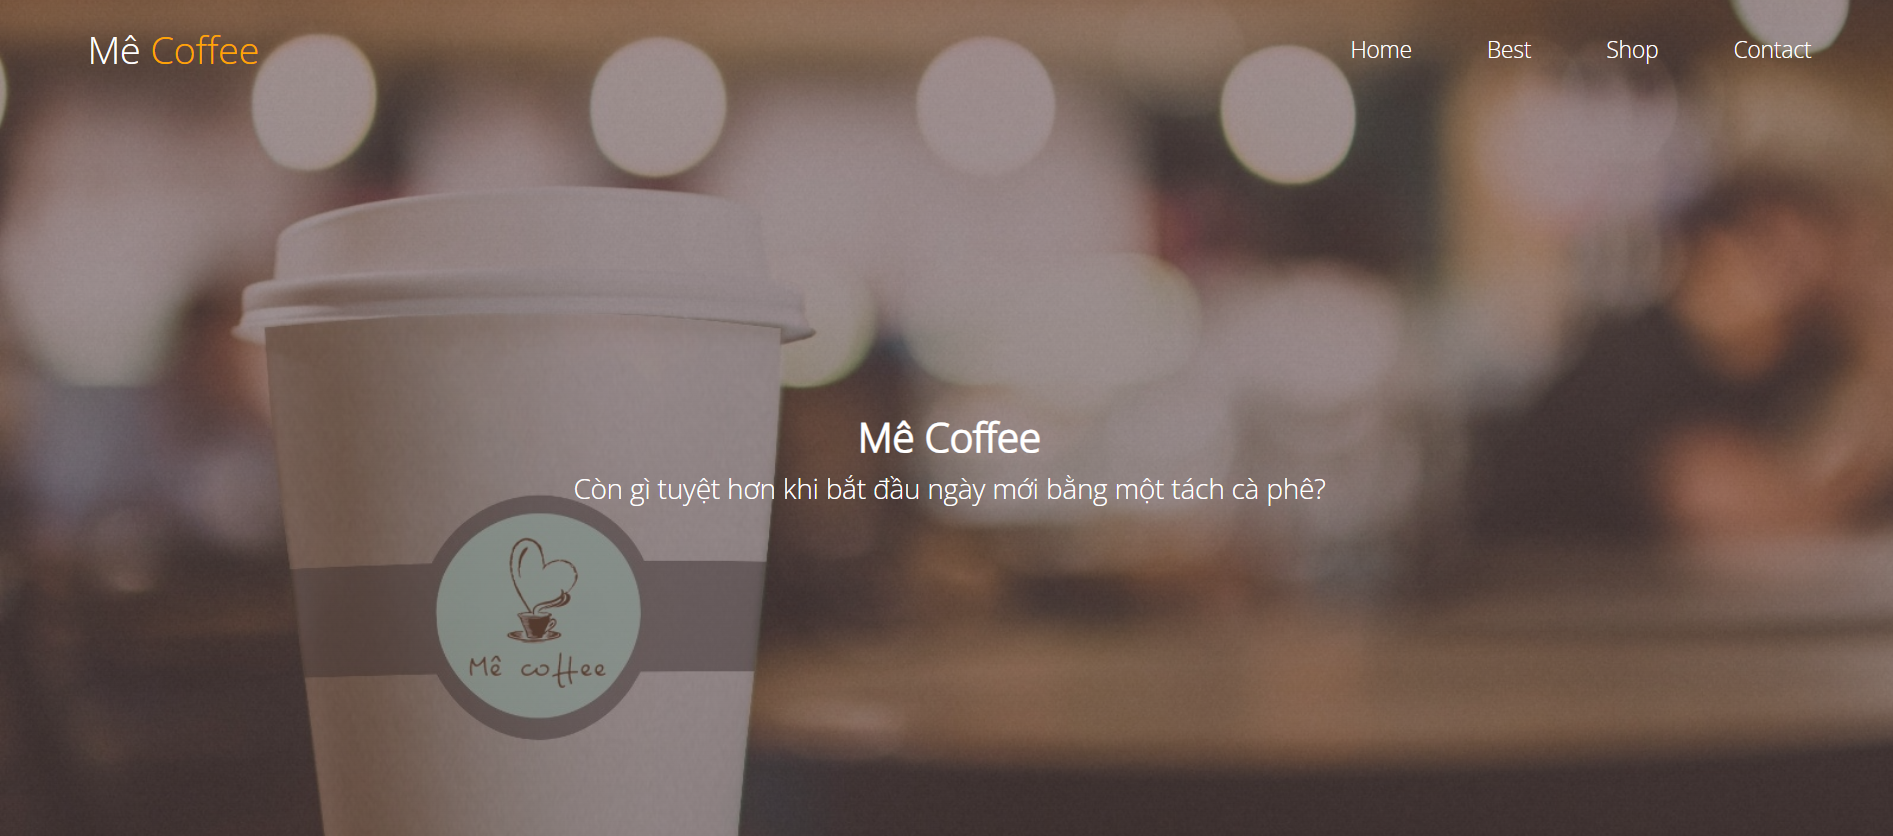 Mê Coffee
Home
Best
Shop
Contact
Mê Coffee
Còn gì tuyệt hơn khi bắt đầu ngày mới bằng một tách cà phê?
Mê coffee